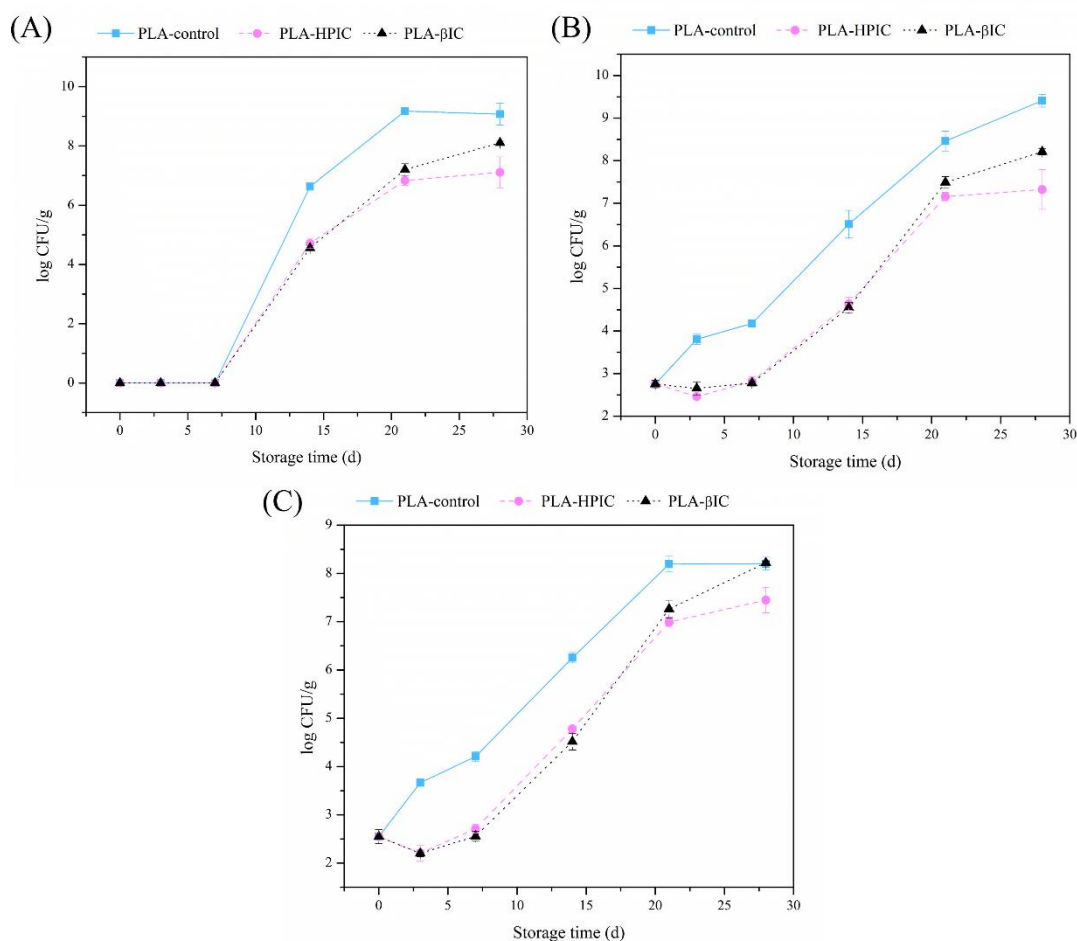 (A)
PLA-control PLA-HPIC PLA-βIC
10
8
6
4
2
0
log CFU/g
0 5 10 15 20 25 30
Storage time (d)
(B)
PLA-control PLA-HPIC PLA-βIC
10
9
8
7
6
5
4
3
2
log CFU/g
0 5 10 15 20 25 30
Storage time (d)
(C)
PLA-control PLA-HPIC PLA-βIC
9
8
7
6
5
4
3
2
log CFU/g
0 5 10 15 20 25 30
Storage time (d)